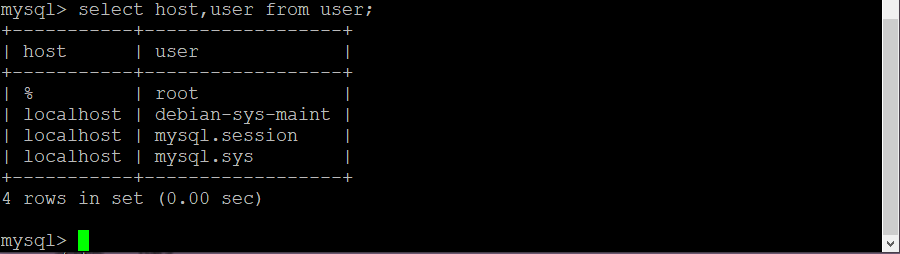 mysql> select host,user from user;
+-----------+------------------+
| host      | user             |
+-----------+------------------+
| %         | root             |
| localhost | debian-sys-maint |
| localhost | mysql.session    |
| localhost | mysql.sys        |
+-----------+------------------+
4 rows in set (0.00 sec)
mysql>